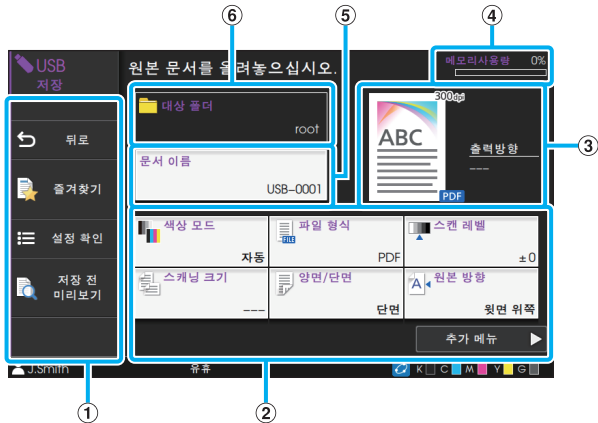 ⑥ ⑤ ④
USB
저장
원본 문서를 올려놓으십시오.
메모리사용량 0%
대상 폴더
root
문서 이름
USB-0001
300dpi
ABC
PDF
출력방향
---
③
뒤로
즐겨찾기
설정 확인
저장 전
미리보기
색상 모드
자동
파일 형식
FILE
PDF
스캔 레벨
±0
스캐닝 크기
---
양면/단면
단면
원본 방향
A
윗면 위쪽
추가 메뉴
J.Smith
유휴
K C M Y G
① ②